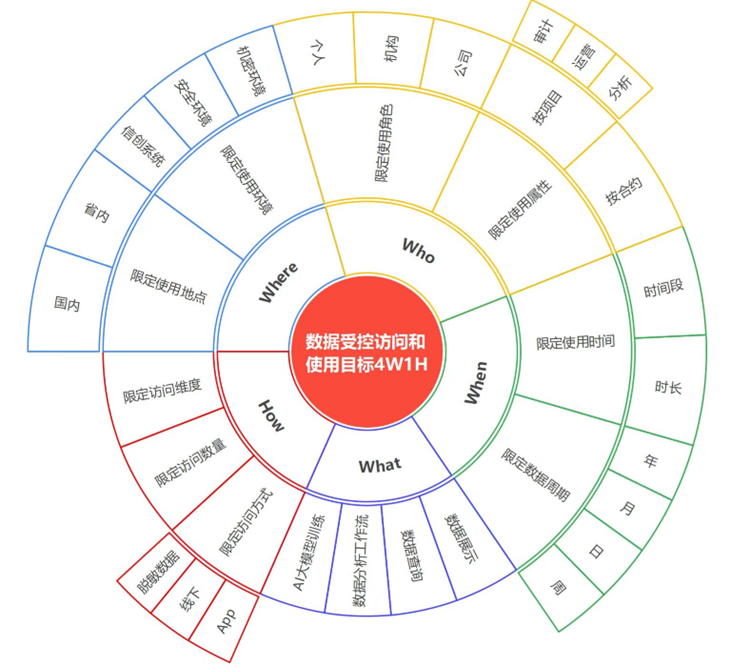 数据受控访问和
使用目标4W1H
Who
限定使用角色
个人
机构
公司
限定使用属性
按项目
审计
运营
分析
按合约
When
限定使用时间
时间段
时长
限定数据周期
年
月
日
周
What
数据展示
数据查询
数据分析工作流
AI大模型训练
How
限定访问方式
App
线下
脱敏数据
限定访问数量
限定访问维度
Where
限定使用地点
国内
省内
限定使用环境
信创系统
安全环境
机密环境